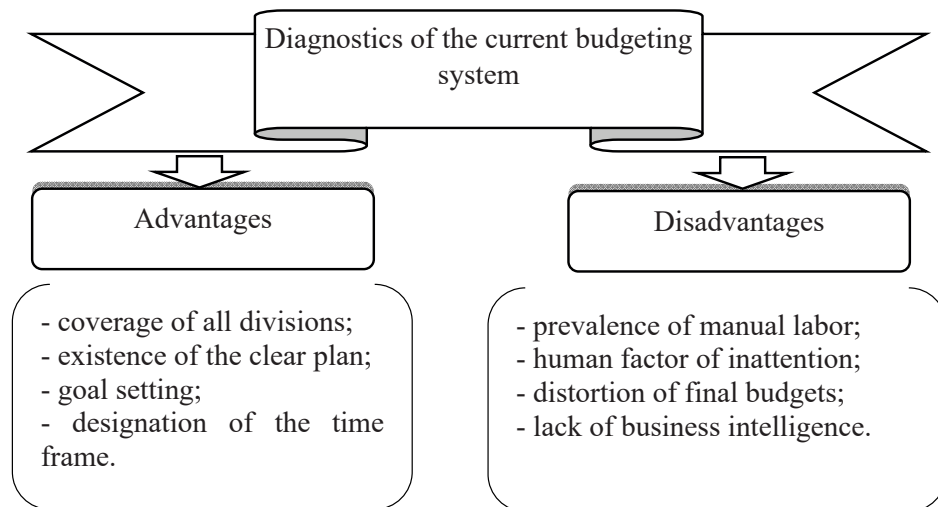 Diagnostics of the current budgeting
system
Advantages
Disadvantages
- coverage of all divisions;
- existence of the clear plan;
- goal setting;
- designation of the time
frame.
- prevalence of manual labor;
- human factor of inattention;
- distortion of final budgets;
- lack of business intelligence.